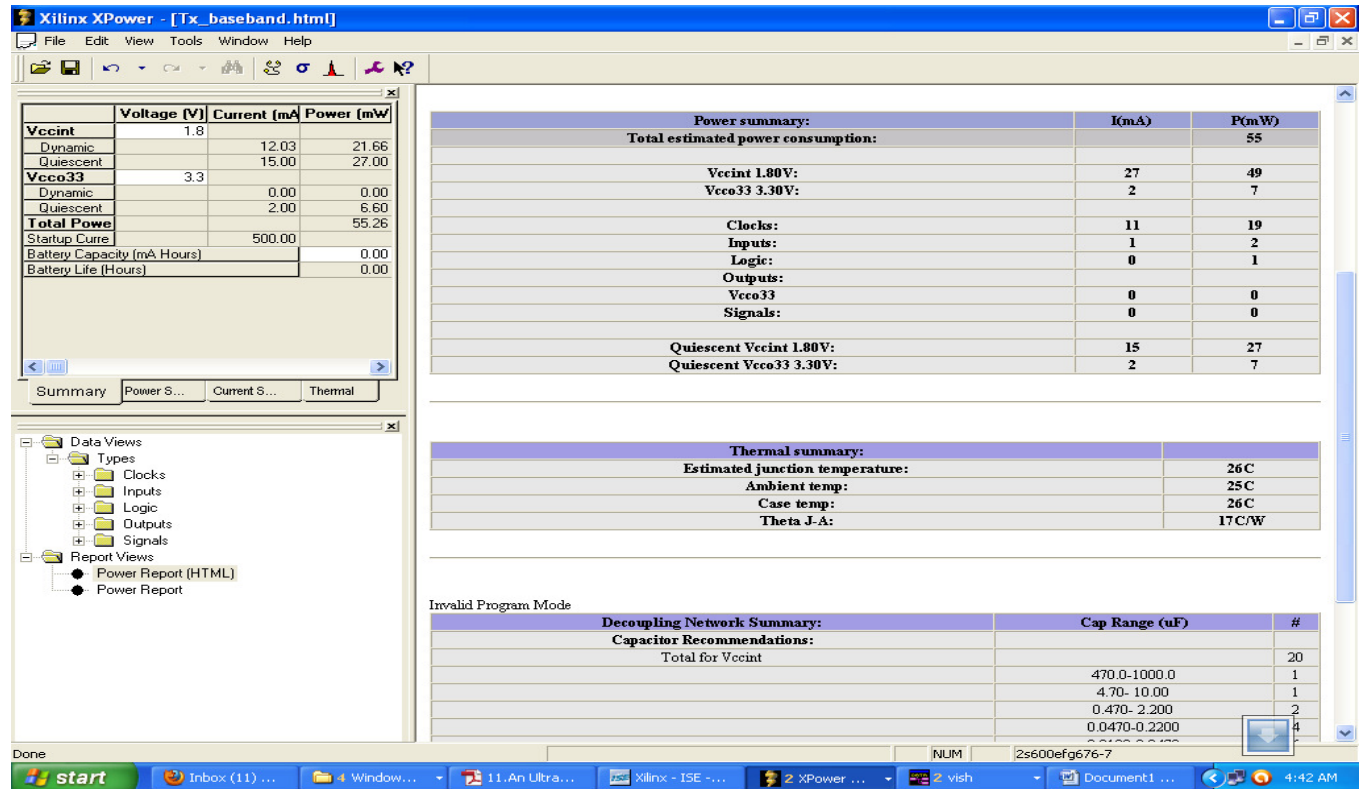 Xilinx XPower - [Tx_baseband.html]
File Edit View Tools Window Help
Voltage (V) Current (mA Power (mW
Vccint 1.8
Dynamic 12.03 21.66
Quiescent 15.00 27.00
Vcco33 3.3
Dynamic 0.00 0.00
Quiescent 2.00 6.60
Total Powe 55.26
Startup Curre 500.00
Battery Capacity (mA Hours) 0.00
Battery Life (Hours) 0.00
Summary Power S... Current S... Thermal
Data Views
Types
Clocks
Inputs
Logic
Outputs
Signals
Report Views
Power Report (HTML)
Power Report
Power summary: I(mA) P(mW)
Total estimated power consumption: 55
Vccint 1.80V: 27 49
Vcco33 3.30V: 2 7
Clocks: 11 19
Inputs: 1 2
Logic: 0 1
Outputs:
Vcco33 0 0
Signals: 0 0
Quiescent Vccint 1.80V: 15 27
Quiescent Vcco33 3.30V: 2 7
Thermal summary:
Estimated junction temperature: 26C
Ambient temp: 25C
Case temp: 26C
Theta J-A: 17C/W
Invalid Program Mode
Decoupling Network Summary: Cap Range (uF) #
Capacitor Recommendations:
Total for Vccint 20
470.0-1000.0 1
4.70- 10.00 1
0.470- 2.200 2
0.0470-0.2200 4
Done NUM 2s600efg676-7
start Inbox (11) ... 4 Window... 11.An Ultra... Xilinx - ISE -... 2 XPower ... 2 vish Document1 ... 4:42 AM